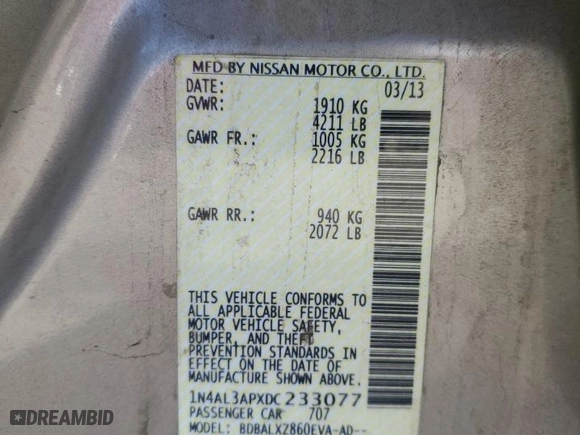 MFD BY NISSAN MOTOR CO., LTD.
DATE: 03/13
GVWR: 1910 KG
4211 LB
GAWR FR.: 1005 KG
2216 LB
GAWR RR.: 940 KG
2072 LB
THIS VEHICLE CONFORMS TO
ALL APPLICABLE FEDERAL
MOTOR VEHICLE SAFETY,
BUMPER, AND THEFT
PREVENTION STANDARDS IN
EFFECT ON THE DATE OF
MANUFACTURE SHOWN ABOVE.
1N4AL3APXDC233077
PASSENGER CAR 707
MODEL: BDBALXZ860EVA-AD--
AUTOHELPERBOT.COM